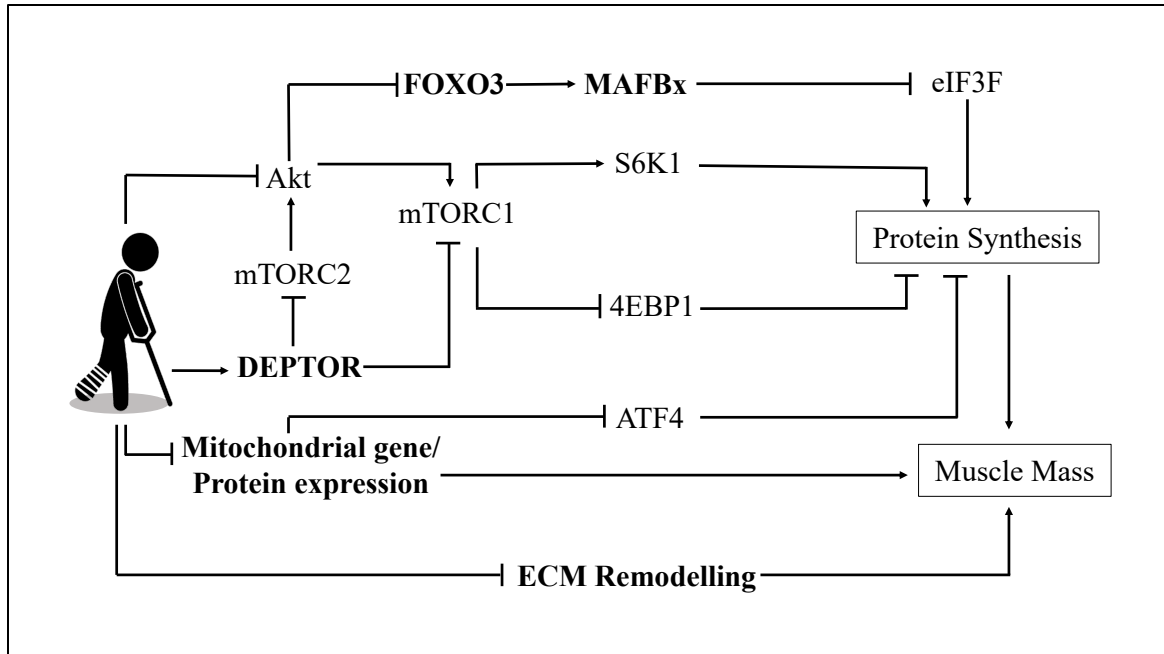 FOXO3
MAFBx
eIF3F
Akt
S6K1
mTORC1
Protein Synthesis
mTORC2
4EBP1
DEPTOR
ATF4
Mitochondrial gene/
Protein expression
Muscle Mass
ECM Remodelling